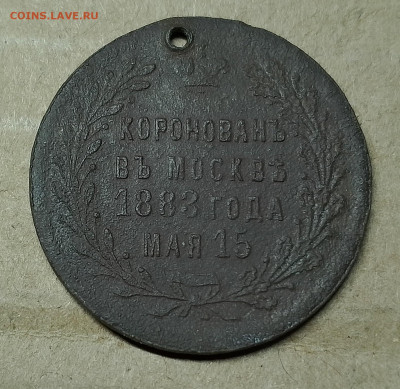 COINS.LAVE.RU
КОРОНОВАНЪ
ВЪ МОСКВѢ
1883 ГОДА
МАЯ 15